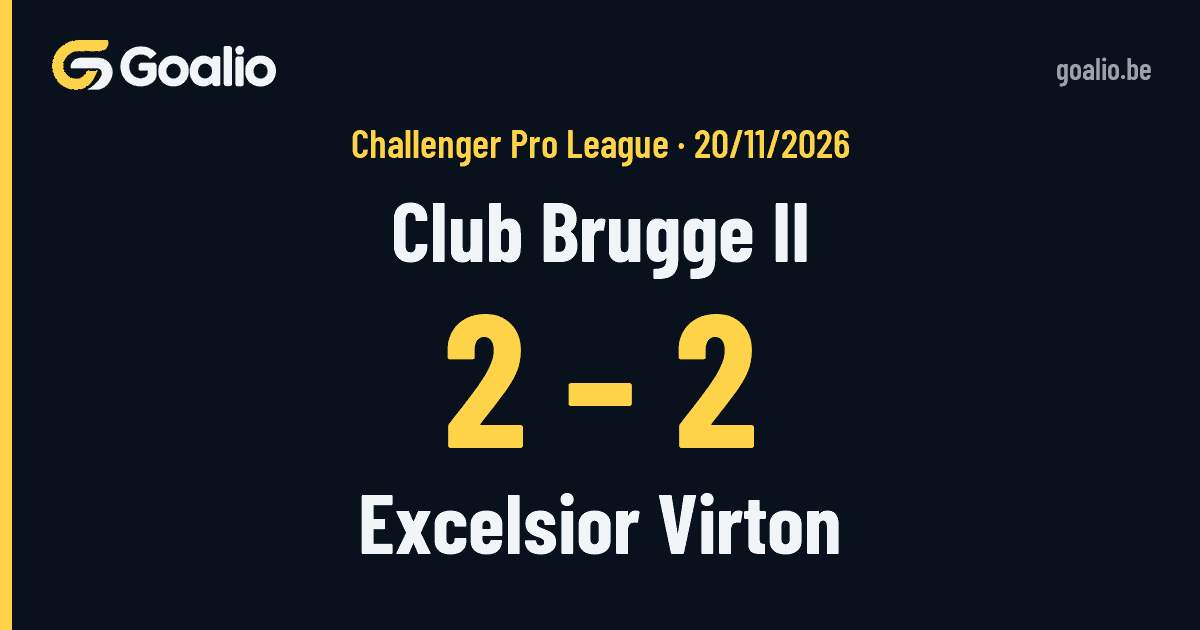 Goalio
goalio.be
Challenger Pro League · 20/11/2026
Club Brugge II
2 – 2
Excelsior Virton